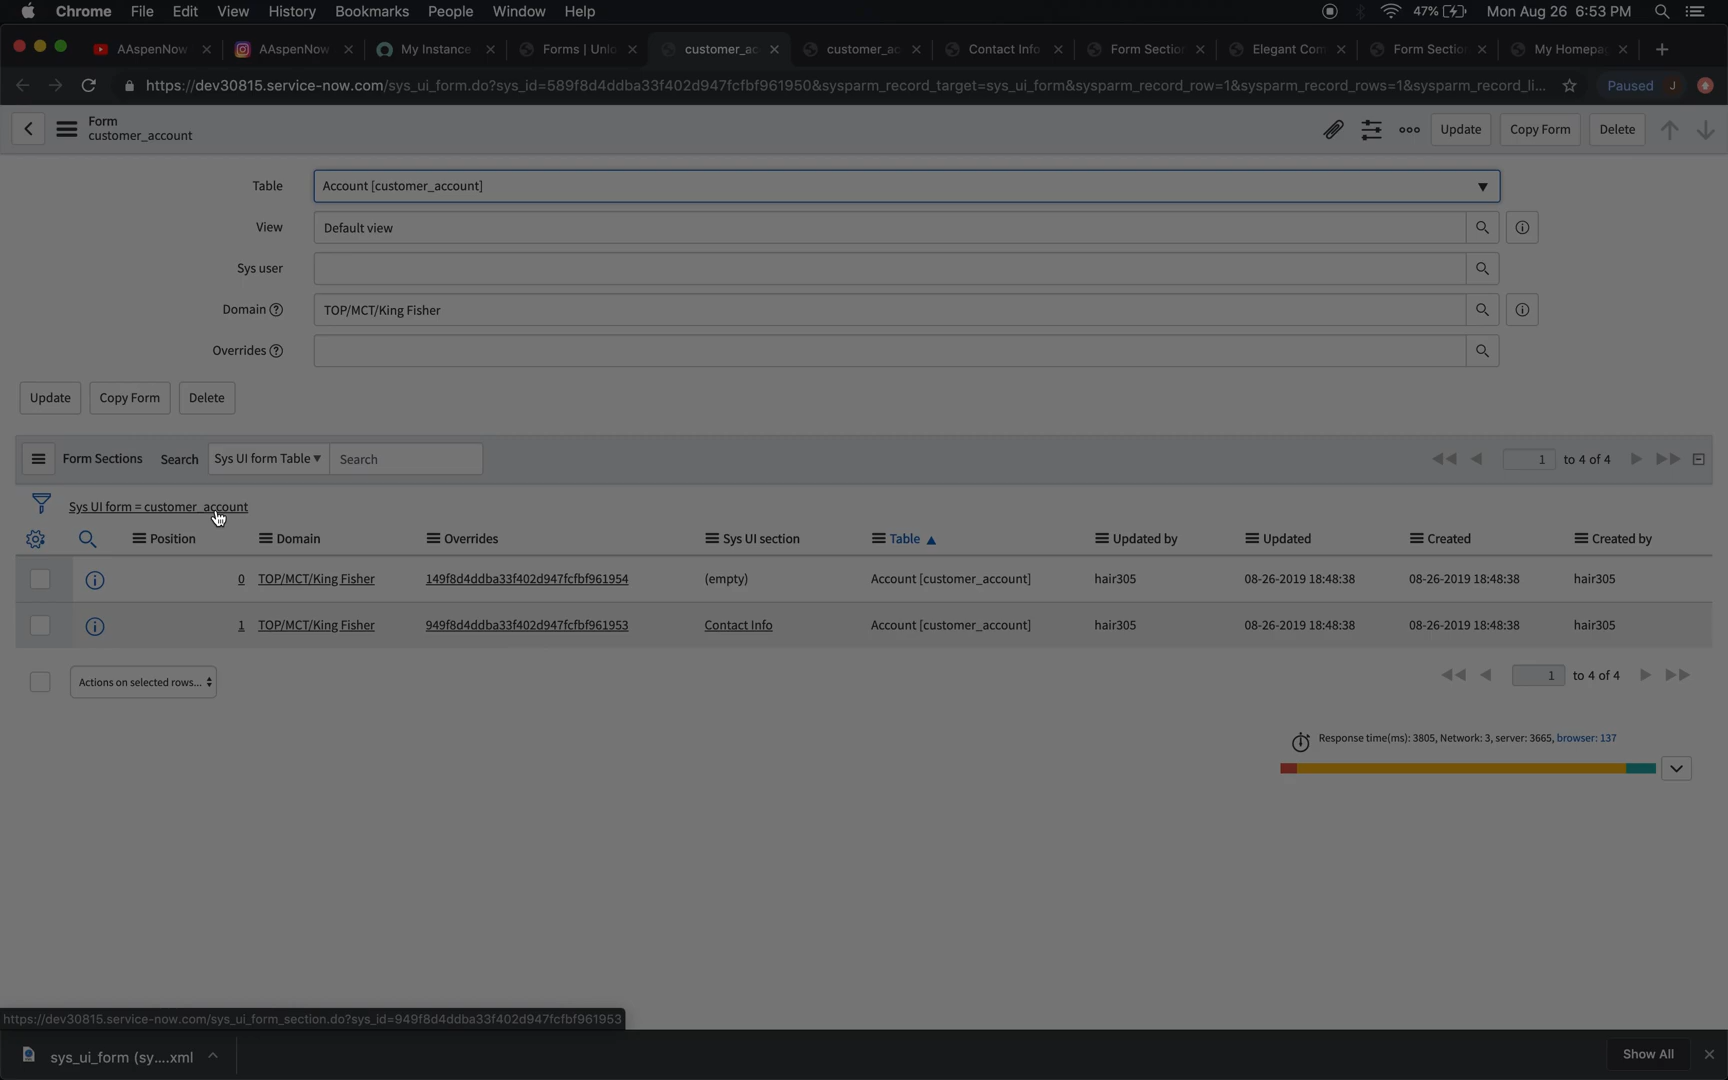 Chrome File Edit View History Bookmarks People Window Help 47% Mon Aug 26 6:53 PM
AAspenNow AAspenNow My Instance Forms | Unlo customer_ac customer_ac Contact Info Form Section Elegant Com Form Section My Homepa
https://dev30815.service-now.com/sys_ui_form.do?sys_id=589f8d4ddba33f402d947fcfbf961950&sysparm_record_target=sys_ui_form&sysparm_record_row=1&sysparm_record_rows=1&sysparm_record_li... Paused J
Form
customer_account
Update Copy Form Delete
Table Account [customer_account]
View Default view
Sys user
Domain TOP/MCT/King Fisher
Overrides
Update Copy Form Delete
Form Sections Search Sys UI form Table Search 1 to 4 of 4
Sys UI form = customer_account
Position Domain Overrides Sys UI section Table Updated by Updated Created Created by
0 TOP/MCT/King Fisher 149f8d4ddba33f402d947fcfbf961954 (empty) Account [customer_account] hair305 08-26-2019 18:48:38 08-26-2019 18:48:38 hair305
1 TOP/MCT/King Fisher 949f8d4ddba33f402d947fcfbf961953 Contact Info Account [customer_account] hair305 08-26-2019 18:48:38 08-26-2019 18:48:38 hair305
Actions on selected rows... 1 to 4 of 4
Response time(ms): 3805, Network: 3, server: 3665, browser: 137
https://dev30815.service-now.com/sys_ui_form_section.do?sys_id=949f8d4ddba33f402d947fcfbf961953
sys_ui_form (sy....xml Show All